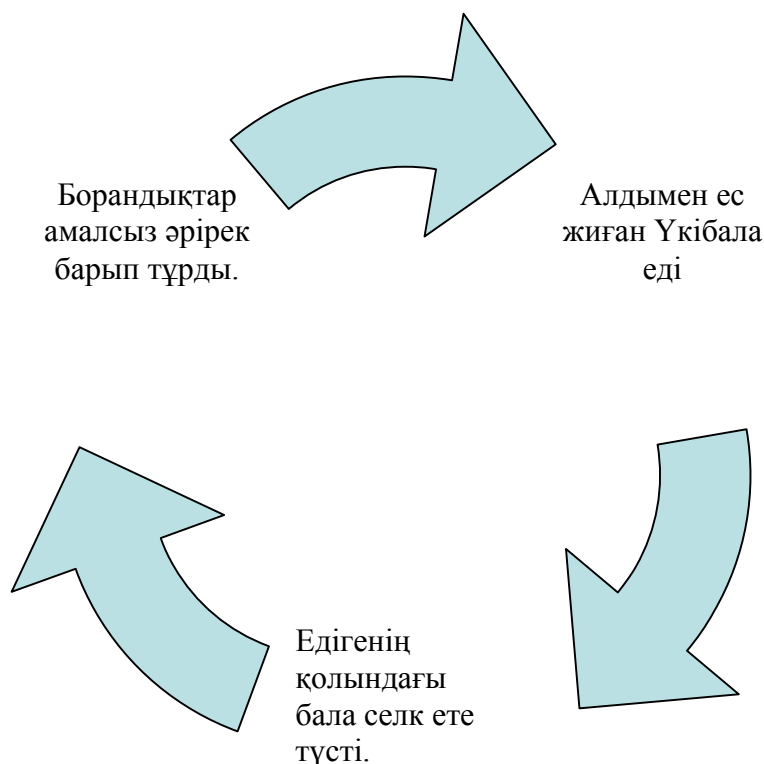 Борандықтар
амалсыз әрірек
барып тұрды.
Алдымен ес
жиған Үкібала
еді
Едігенің
қолындағы
бала селк ете
түсті.